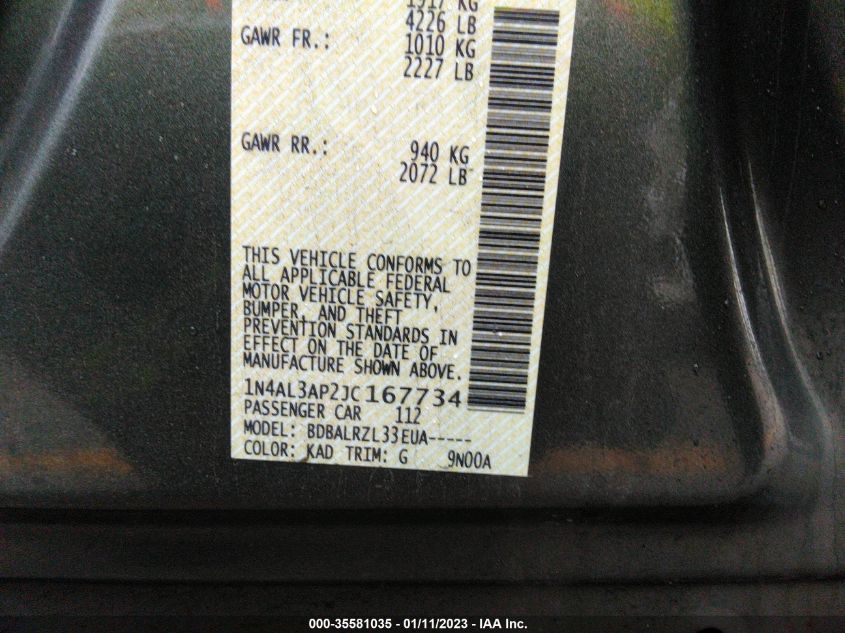 1917 KG
4226 LB
GAWR FR.: 1010 KG
2227 LB
GAWR RR.: 940 KG
2072 LB
THIS VEHICLE CONFORMS TO
ALL APPLICABLE FEDERAL
MOTOR VEHICLE SAFETY,
BUMPER, AND THEFT
PREVENTION STANDARDS IN
EFFECT ON THE DATE OF
MANUFACTURE SHOWN ABOVE.
1N4AL3AP2JC167734
PASSENGER CAR 112
MODEL: BDBALRZL33EUA-----
COLOR: KAD TRIM: G 9N00A
000-35581035 - 01/11/2023 - IAA Inc.